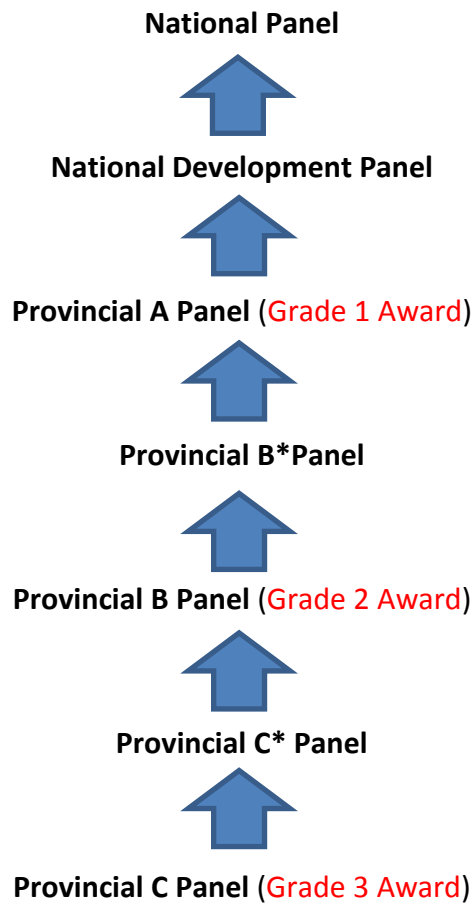 National Panel
National Development Panel
Provincial A Panel (Grade 1 Award)
Provincial B*Panel
Provincial B Panel (Grade 2 Award)
Provincial C* Panel
Provincial C Panel (Grade 3 Award)